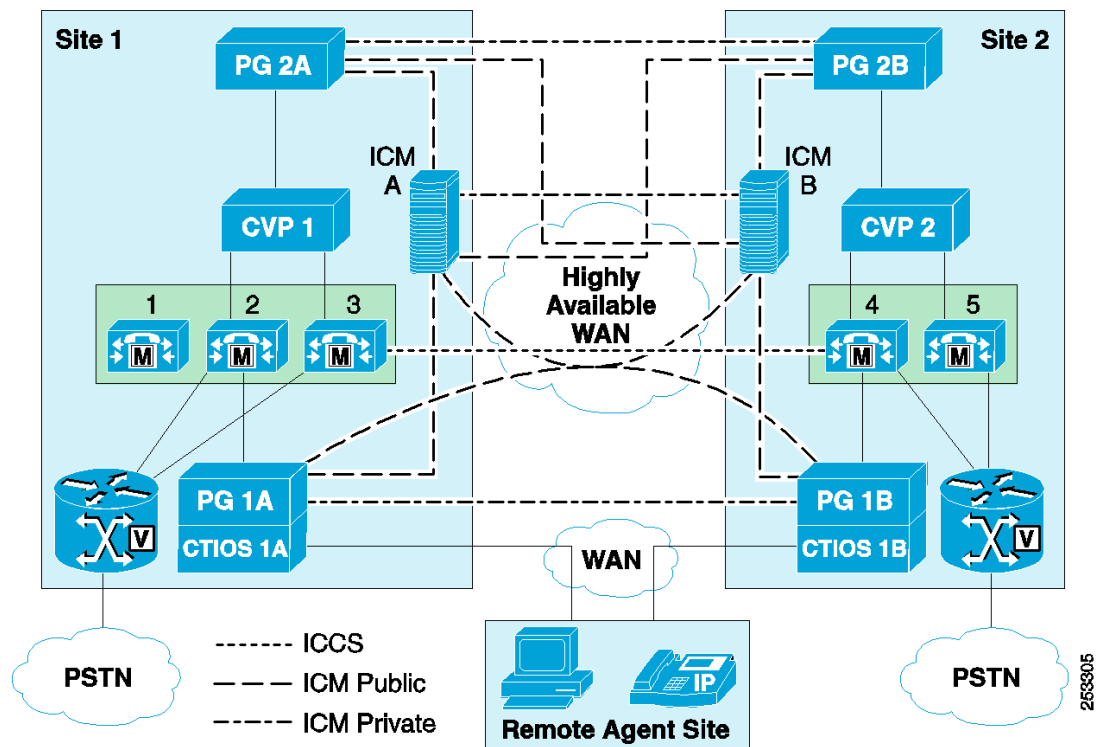 Site 1
Site 2
PG 2A
PG 2B
ICM
A
ICM
B
CVP 1
CVP 2
Highly
Available
WAN
1
2
3
4
5
M
M
M
M
M
PG 1A
CTIOS 1A
PG 1B
CTIOS 1B
V
V
WAN
PSTN
PSTN
ICCS
ICM Public
ICM Private
IP
Remote Agent Site
253305